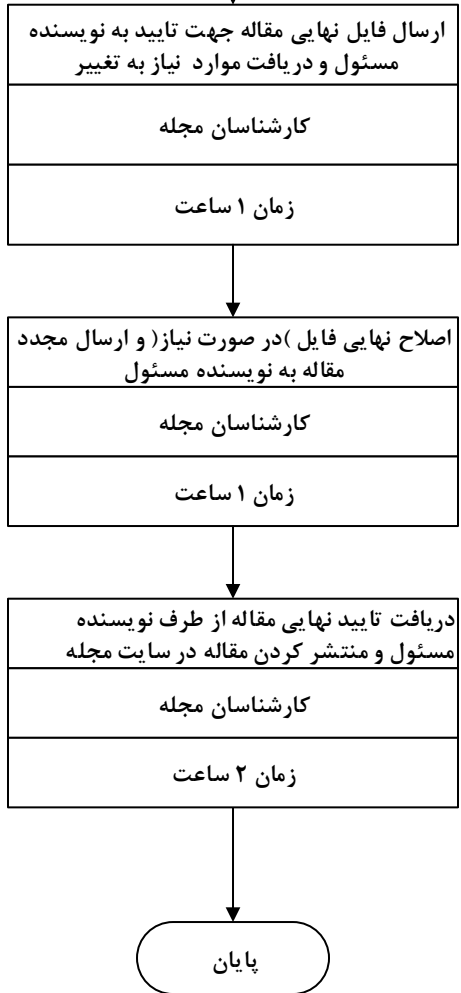 ارسال فایل نهایی مقاله جهت تایید به نویسنده
مسئول و دریافت موارد نیاز به تغییر
کارشناسان مجله
زمان ۱ ساعت
اصلاح نهایی فایل )در صورت نیاز( و ارسال مجدد
مقاله به نویسنده مسئول
کارشناسان مجله
زمان ۱ ساعت
دریافت تایید نهایی مقاله از طرف نویسنده
مسئول و منتشر کردن مقاله در سایت مجله
کارشناسان مجله
زمان ۲ ساعت
پایان